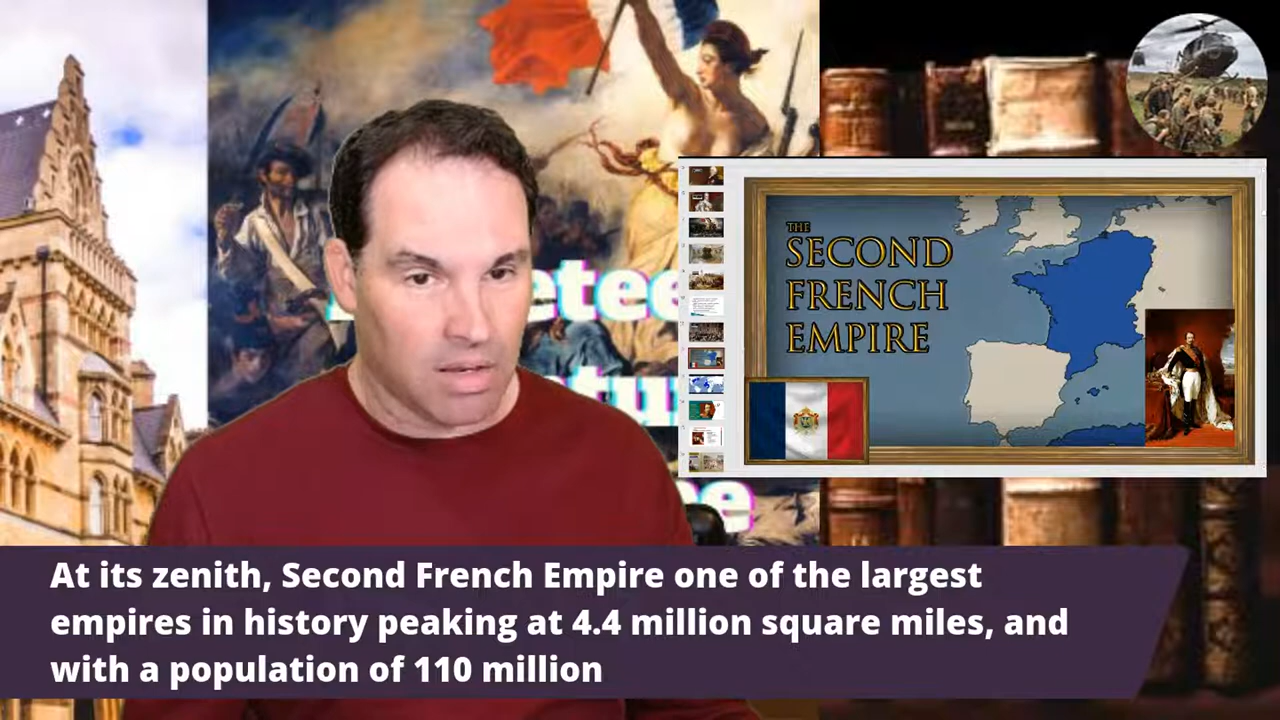 THE
SECOND
FRENCH
EMPIRE
At its zenith, Second French Empire one of the largest
empires in history peaking at 4.4 million square miles, and
with a population of 110 million